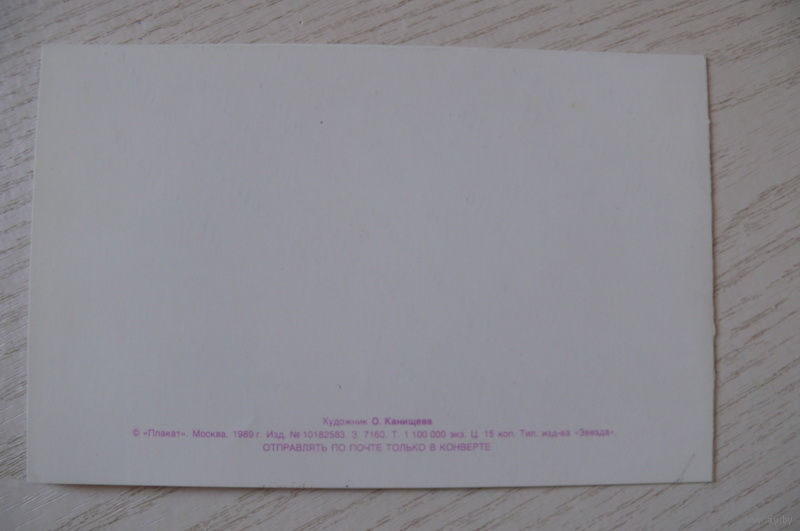 Художник О. Канищева
© «Плакат». Москва, 1989 г. Изд. № 10182583. З. 7160. Т. 1 100 000 экз. Ц. 15 коп. Тип. изд-ва «Звезда».
ОТПРАВЛЯТЬ ПО ПОЧТЕ ТОЛЬКО В КОНВЕРТЕ